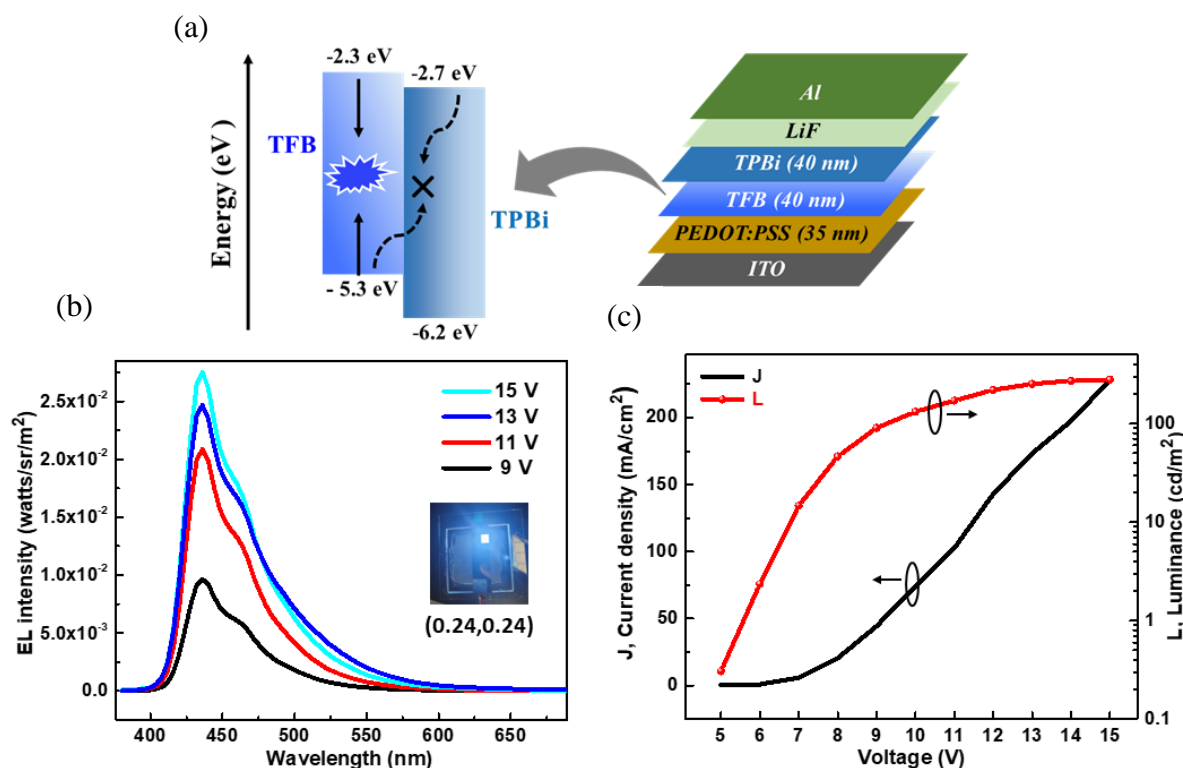 (a)
Energy (eV )
-2.3 eV
-2.7 eV
TFB
TPBi
- 5.3 eV
-6.2 eV
Al
LiF
TPBi (40 nm)
TFB (40 nm)
PEDOT:PSS (35 nm)
ITO
(b)
EL intensity (watts/sr/m²)
2.5x10⁻²
2.0x10⁻²
1.5x10⁻²
1.0x10⁻²
5.0x10⁻³
0.0
15 V
13 V
11 V
9 V
(0.24,0.24)
400 450 500 550 600 650
Wavelength (nm)
(c)
J, Current density (mA/cm²)
200
150
100
50
0
J
L
100
10
1
0.1
L. Luminance (cd/m²)
5 6 7 8 9 10 11 12 13 14 15
Voltage (V)